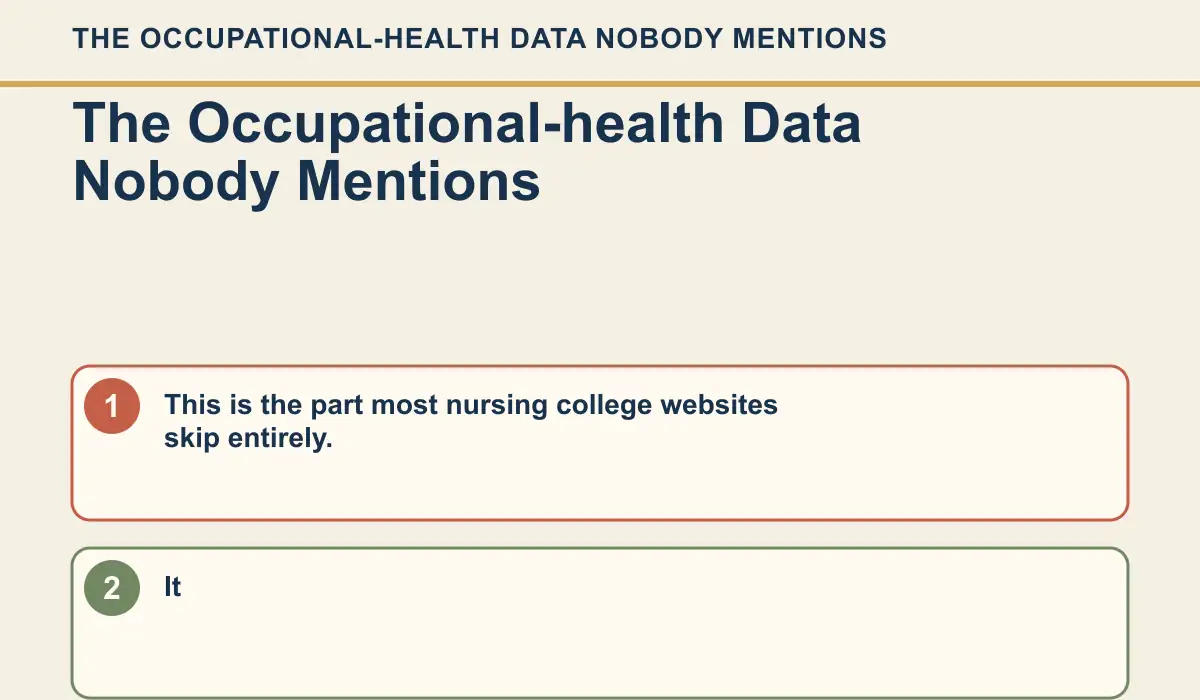 THE OCCUPATIONAL-HEALTH DATA NOBODY MENTIONS
The Occupational-health Data
Nobody Mentions
1
This is the part most nursing college websites
skip entirely.
2
It